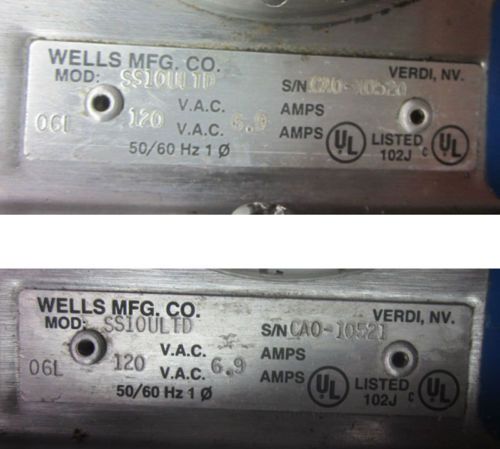 WELLS MFG. CO. VERDI, NV.
MOD: SS10ULTD S/N CAO-10520
V.A.C. AMPS
06L 120 V.A.C. 6.9 AMPS
50/60 Hz 1 Ø
UL LISTED 102J C UL
WELLS MFG. CO. VERDI, NV.
MOD: SS10ULTD S/N CAO-10521
V.A.C. AMPS
06L 120 V.A.C. 6.9 AMPS
50/60 Hz 1 Ø
UL LISTED 102J C UL